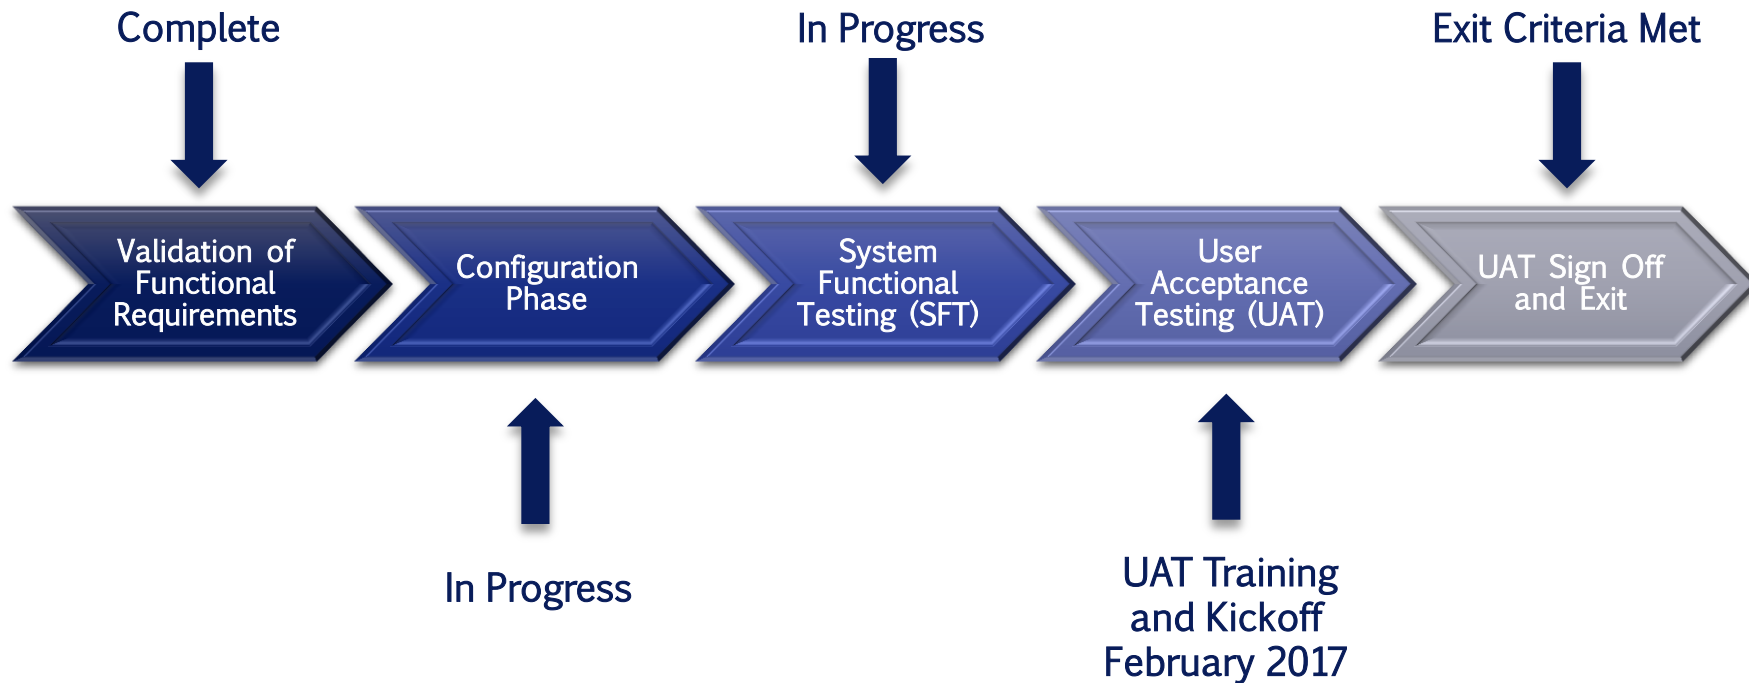 Complete
In Progress
Exit Criteria Met
Validation of
Functional
Requirements
Configuration
Phase
System
Functional
Testing (SFT)
User
Acceptance
Testing (UAT)
UAT Sign Off
and Exit
In Progress
UAT Training
and Kickoff
February 2017